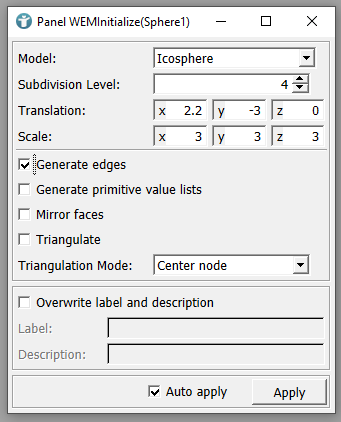 Panel WEMInitialize(Sphere1)
Model: Icosphere
Subdivision Level: 4
Translation: x 2.2 y -3 z 0
Scale: x 3 y 3 z 3
Generate edges
Generate primitive value lists
Mirror faces
Triangulate
Triangulation Mode: Center node
Overwrite label and description
Label:
Description:
Auto apply Apply